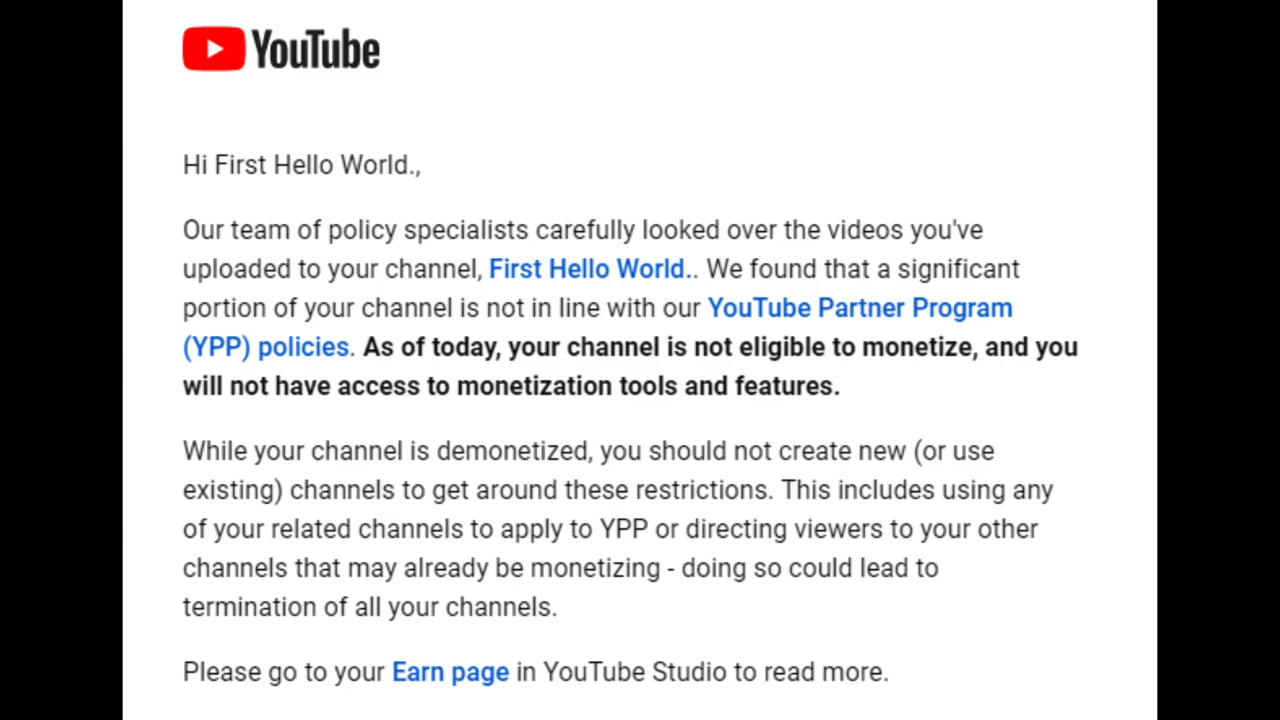 YouTube
Hi First Hello World.,
Our team of policy specialists carefully looked over the videos you've
uploaded to your channel, First Hello World.. We found that a significant
portion of your channel is not in line with our YouTube Partner Program
(YPP) policies. As of today, your channel is not eligible to monetize, and you
will not have access to monetization tools and features.
While your channel is demonetized, you should not create new (or use
existing) channels to get around these restrictions. This includes using any
of your related channels to apply to YPP or directing viewers to your other
channels that may already be monetizing - doing so could lead to
termination of all your channels.
Please go to your Earn page in YouTube Studio to read more.